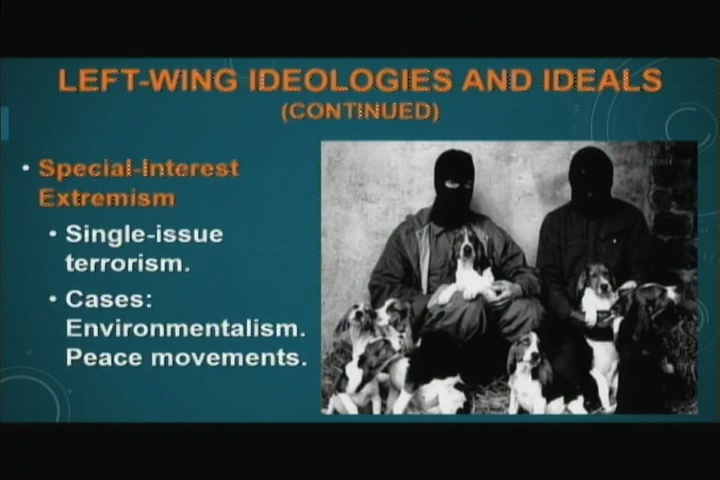 LEFT-WING IDEOLOGIES AND IDEALS
(CONTINUED)
• Special-Interest
Extremism
• Single-issue
terrorism.
• Cases:
Environmentalism.
Peace movements.